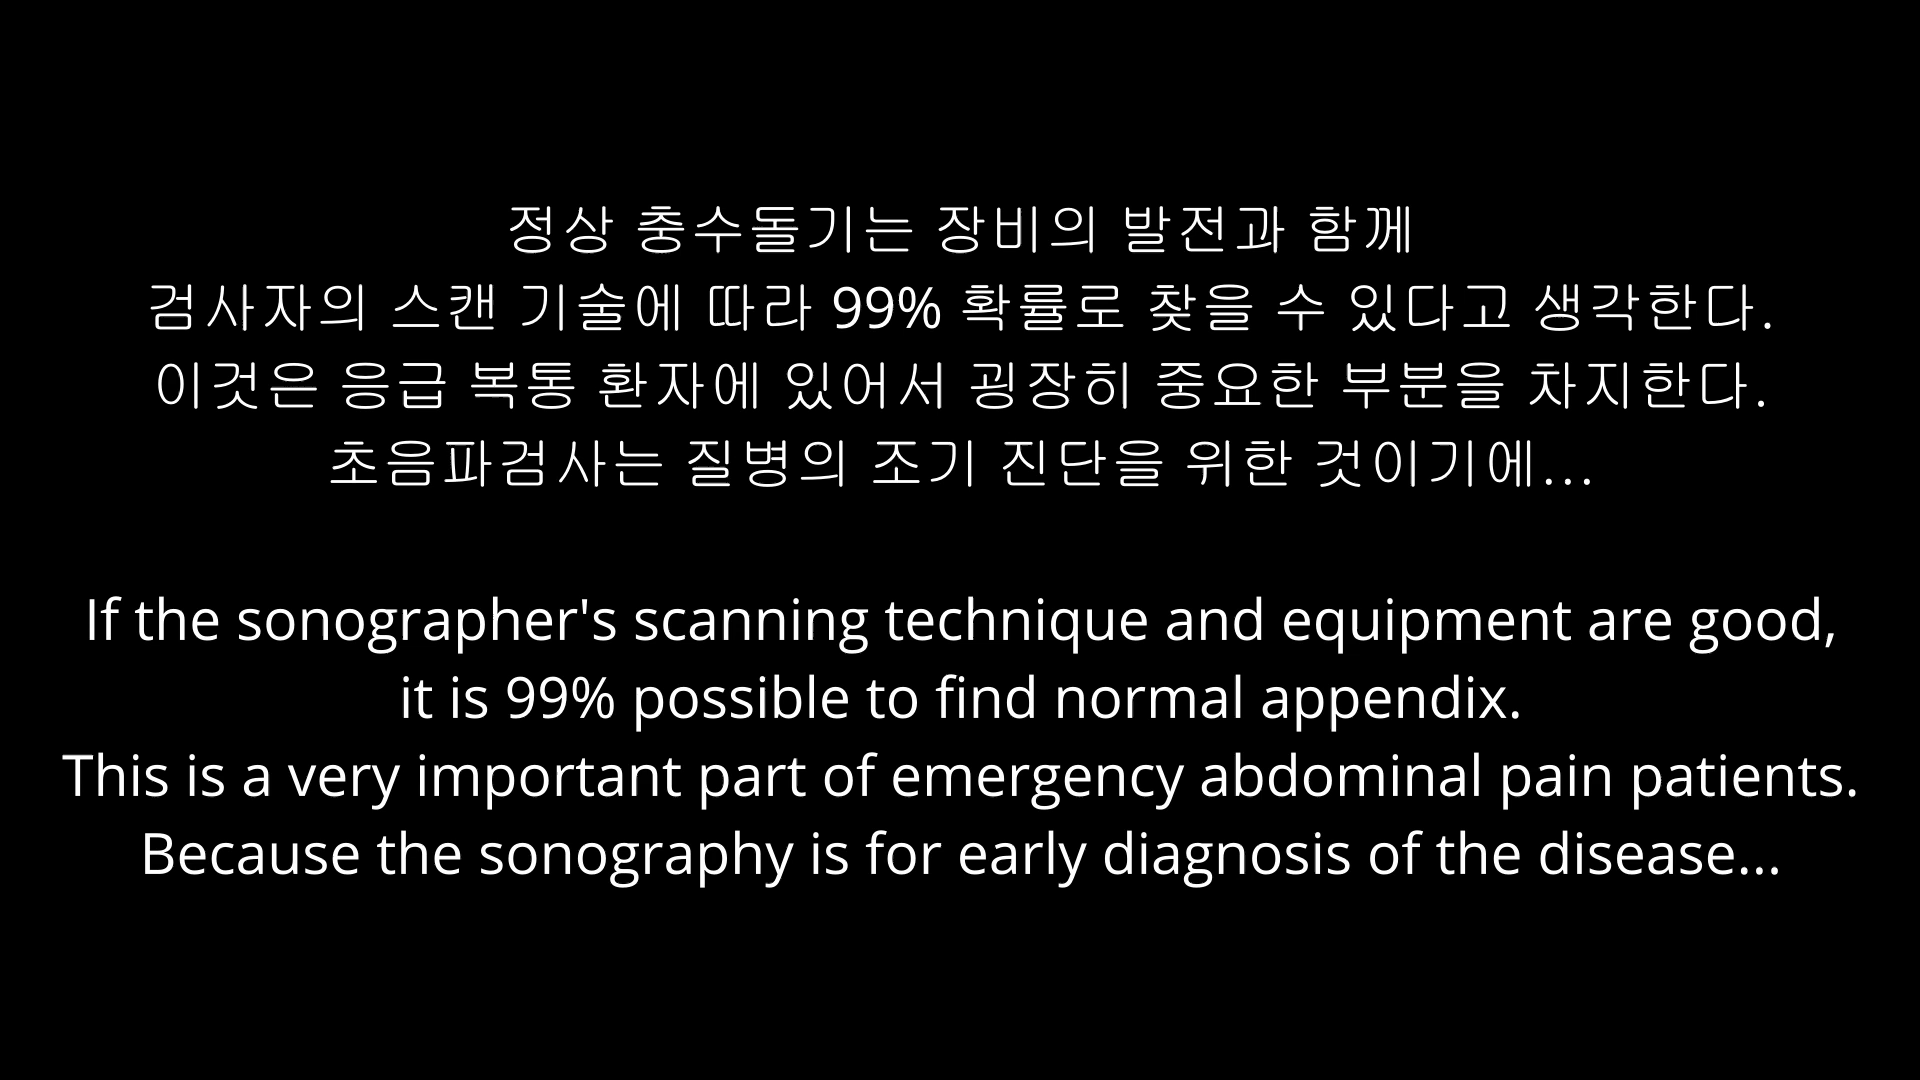 정상 충수돌기는 장비의 발전과 함께
검사자의 스캔 기술에 따라 99% 확률로 찾을 수 있다고 생각한다.
이것은 응급 복통 환자에 있어서 굉장히 중요한 부분을 차지한다.
초음파검사는 질병의 조기 진단을 위한 것이기에...
If the sonographer's scanning technique and equipment are good,
it is 99% possible to find normal appendix.
This is a very important part of emergency abdominal pain patients.
Because the sonography is for early diagnosis of the disease...